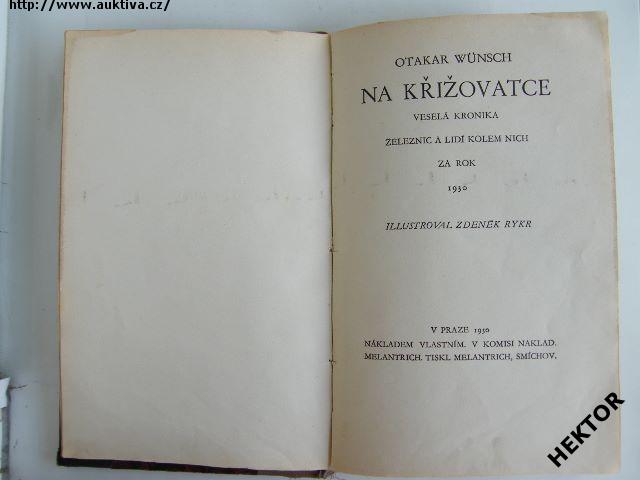 http://www.auktiva.cz/
OTAKAR WÜNSCH
NA KŘIŽOVATCE
VESELÁ KRONIKA
ŽELEZNIC A LIDÍ KOLEM NICH
ZA ROK
1930
ILLUSTROVAL ZDENĚK RYKR
V PRAZE 1930
NÁKLADEM VLASTNÍM. V KOMISI NAKLAD.
MELANTRICH. TISKL MELANTRICH, SMÍCHOV.
HEKTOR